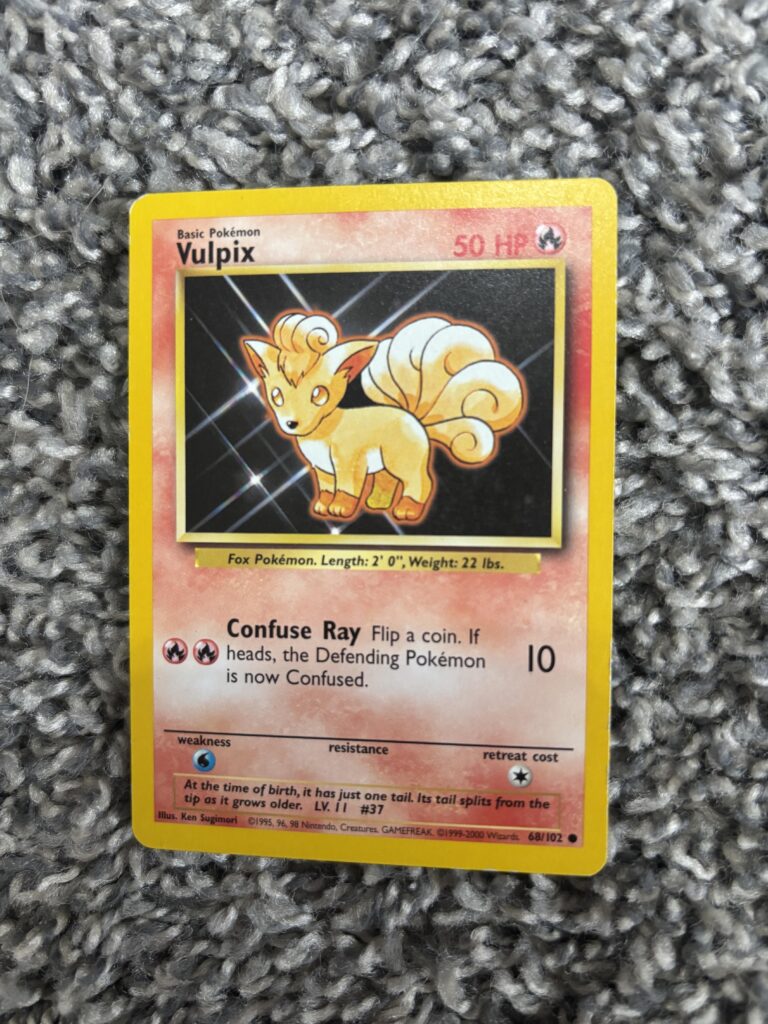 Basic Pokémon
Vulpix
50 HP
Fox Pokémon. Length: 2' 0", Weight: 22 lbs.
Confuse Ray Flip a coin. If
heads, the Defending Pokémon
is now Confused.
10
weakness
resistance
retreat cost
At the time of birth, it has just one tail. Its tail splits from the
tip as it grows older. LV. 11 #37
Illus. Ken Sugimori ©1995, 96, 98 Nintendo, Creatures, GAMEFREAK. ©1999-2000 Wizards. 68/102